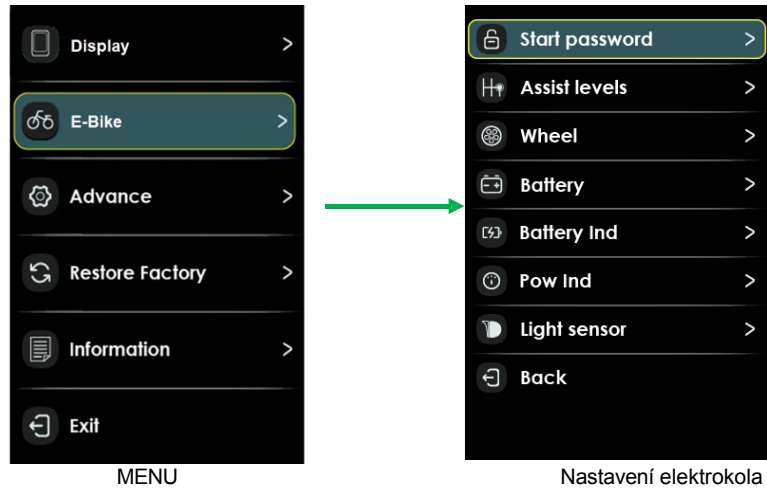 Display >
E-Bike >
Advance >
Restore Factory >
Information >
Exit
MENU
Start password >
Assist levels >
Wheel >
Battery >
Battery Ind >
Pow Ind >
Light sensor >
Back
Nastavení elektrokola